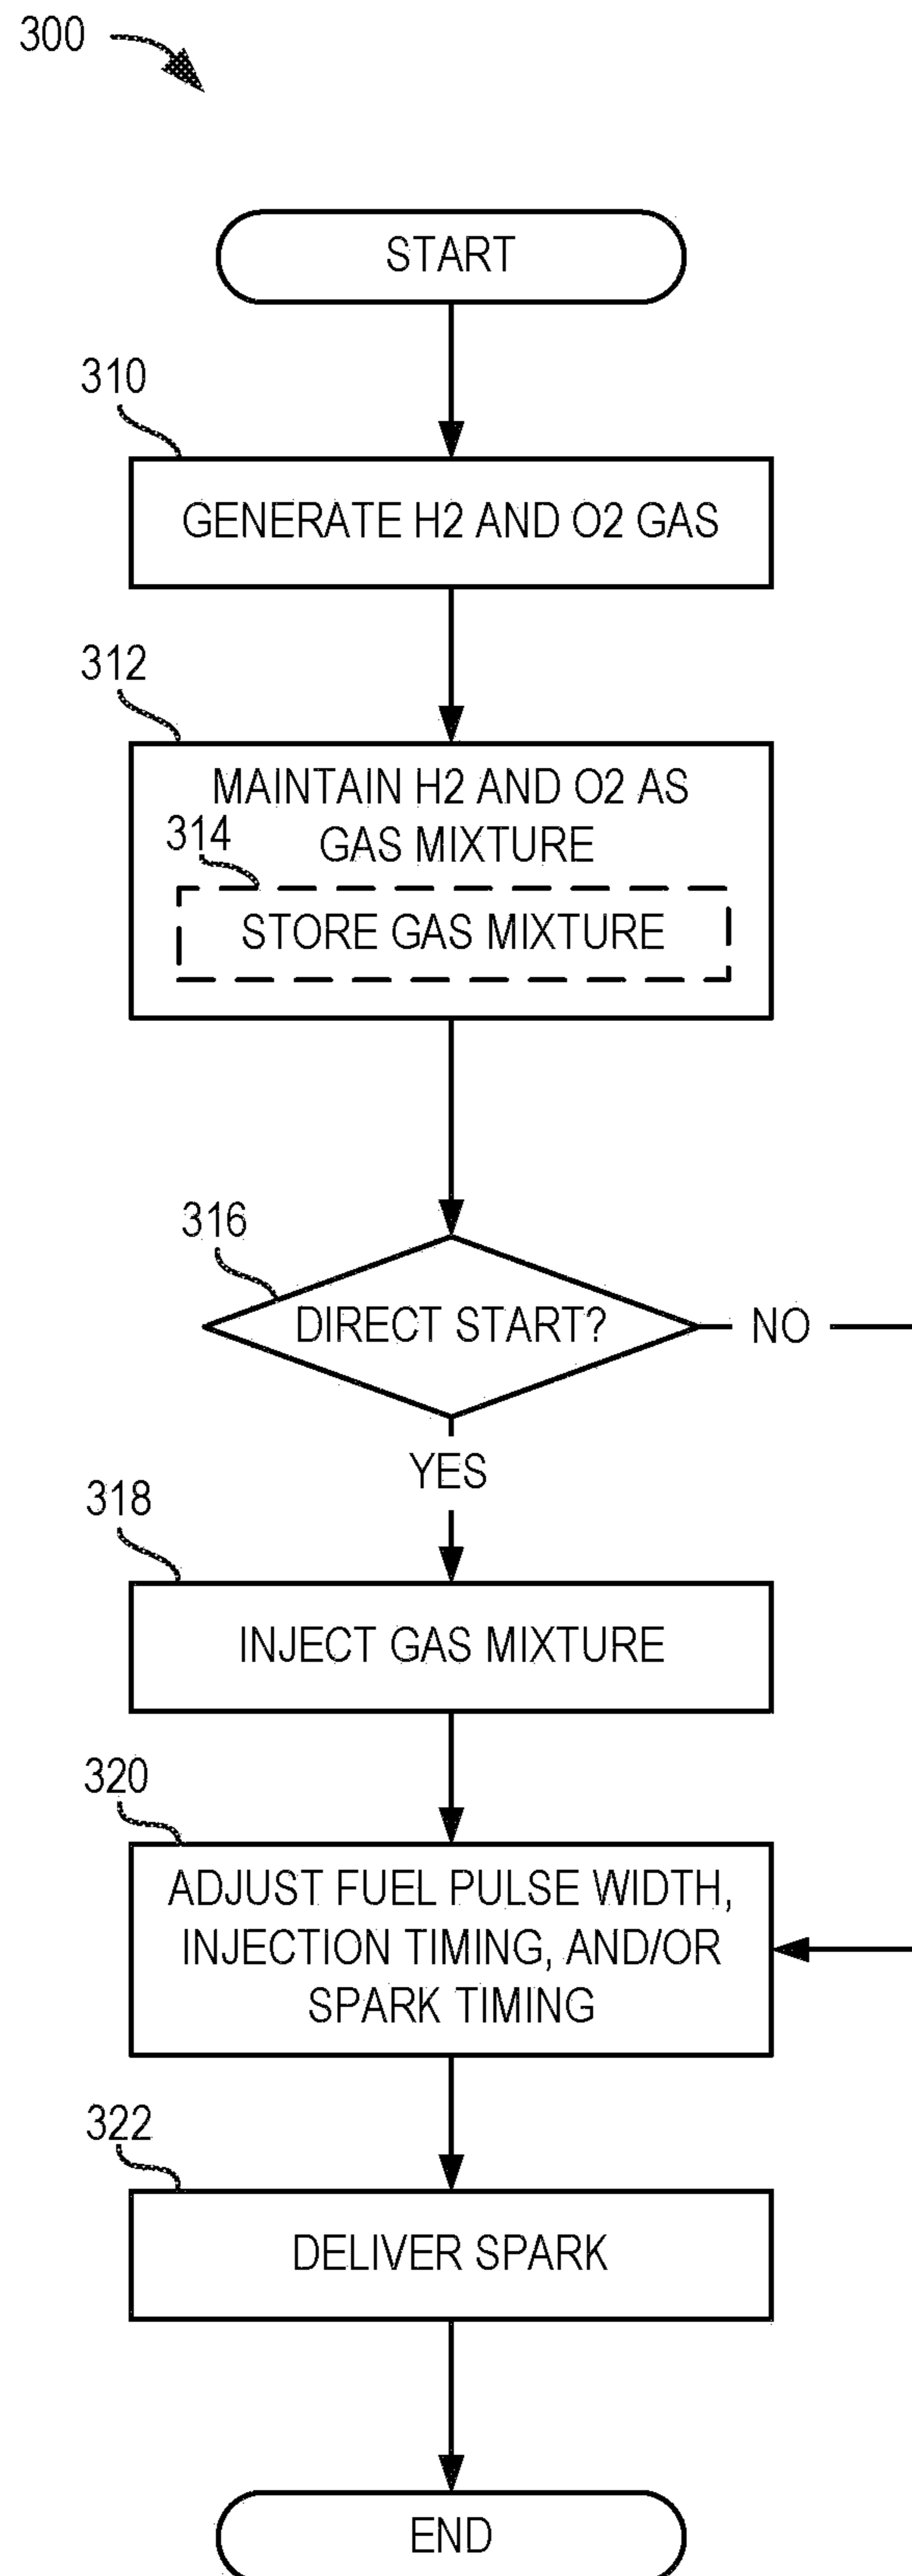 300
START
310
GENERATE H2 AND O2 GAS
312
MAINTAIN H2 AND O2 AS
GAS MIXTURE
314
STORE GAS MIXTURE
316
DIRECT START?
NO
YES
318
INJECT GAS MIXTURE
320
ADJUST FUEL PULSE WIDTH,
INJECTION TIMING, AND/OR
SPARK TIMING
322
DELIVER SPARK
END